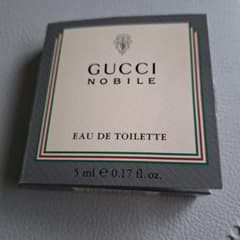 GUCCI
NOBILE
EAU DE TOILETTE
5 ml ℮ 0.17 fl. oz.